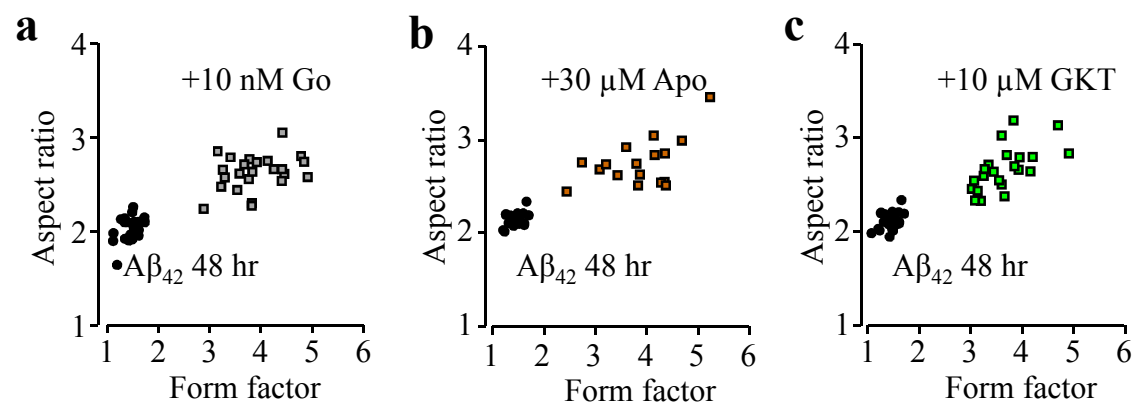 a
4
3
2
1
Aspect ratio
+10 nM Go
Aβ42 48 hr
1 2 3 4 5 6
Form factor
b
4
3
2
1
Aspect ratio
+30 µM Apo
Aβ42 48 hr
1 2 3 4 5 6
Form factor
c
4
3
2
1
Aspect ratio
+10 µM GKT
Aβ42 48 hr
1 2 3 4 5 6
Form factor